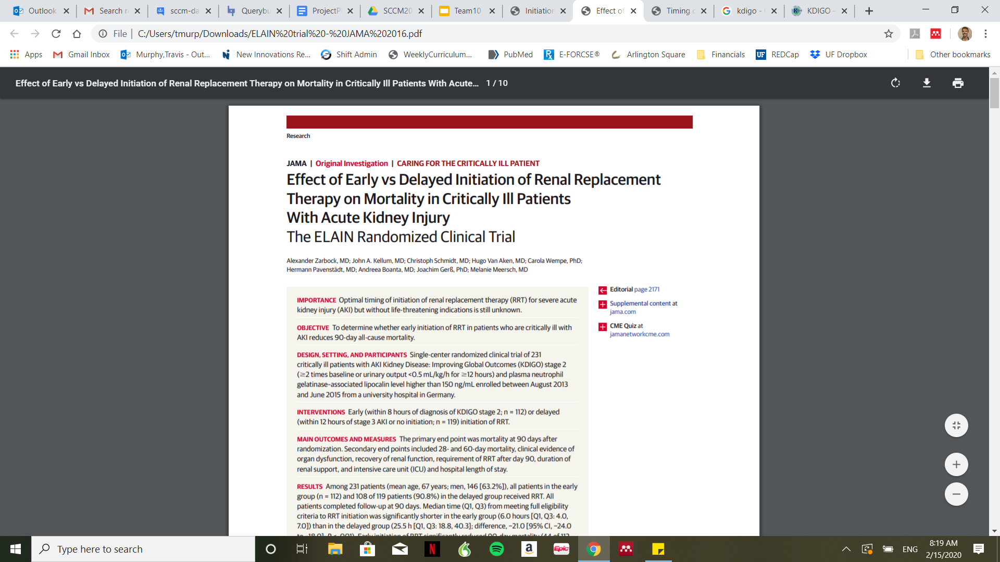 Outlook
Search r
sccm-da
Querybu
ProjectP
SCCM20
Team10
Initiation
Effect of
Timing
kdigo -
KDIGO –
File
C:/Users/tmurp/Downloads/ELAIN%20trial%20-%20JAMA%202016.pdf
Apps
Gmail Inbox
Murphy,Travis - Out...
New Innovations Re...
Shift Admin
WeeklyCurriculum...
PubMed
E-FORCSE®
Arlington Square
Financials
UF REDCap
UF Dropbox
Other bookmarks
Effect of Early vs Delayed Initiation of Renal Replacement Therapy on Mortality in Critically Ill Patients With Acute... 1 / 10
Research
JAMA | Original Investigation | CARING FOR THE CRITICALLY ILL PATIENT
Effect of Early vs Delayed Initiation of Renal Replacement
Therapy on Mortality in Critically Ill Patients
With Acute Kidney Injury
The ELAIN Randomized Clinical Trial
Alexander Zarbock, MD; John A. Kellum, MD; Christoph Schmidt, MD; Hugo Van Aken, MD; Carola Wempe, PhD;
Hermann Pavenstädt, MD; Andreea Boanta, MD; Joachim Gerß, PhD; Melanie Meersch, MD
IMPORTANCE Optimal timing of initiation of renal replacement therapy (RRT) for severe acute
kidney injury (AKI) but without life-threatening indications is still unknown.
OBJECTIVE To determine whether early initiation of RRT in patients who are critically ill with
AKI reduces 90-day all-cause mortality.
DESIGN, SETTING, AND PARTICIPANTS Single-center randomized clinical trial of 231
critically ill patients with AKI Kidney Disease: Improving Global Outcomes (KDIGO) stage 2
(≥2 times baseline or urinary output <0.5 mL/kg/h for ≥12 hours) and plasma neutrophil
gelatinase–associated lipocalin level higher than 150 ng/mL enrolled between August 2013
and June 2015 from a university hospital in Germany.
INTERVENTIONS Early (within 8 hours of diagnosis of KDIGO stage 2; n = 112) or delayed
(within 12 hours of stage 3 AKI or no initiation; n = 119) initiation of RRT.
MAIN OUTCOMES AND MEASURES The primary end point was mortality at 90 days after
randomization. Secondary end points included 28- and 60-day mortality, clinical evidence of
organ dysfunction, recovery of renal function, requirement of RRT after day 90, duration of
renal support, and intensive care unit (ICU) and hospital length of stay.
RESULTS Among 231 patients (mean age, 67 years; men, 146 [63.2%]), all patients in the early
group (n = 112) and 108 of 119 patients (90.8%) in the delayed group received RRT. All
patients completed follow-up at 90 days. Median time (Q1, Q3) from meeting full eligibility
criteria to RRT initiation was significantly shorter in the early group (6.0 hours [Q1, Q3: 4.0,
7.0]) than in the delayed group (25.5 h [Q1, Q3: 18.8, 40.3]; difference, −21.0 [95% CI, −24.0
to −18.0]; P < .001). Early initiation of RRT significantly reduced 90-day mortality (44 of 112
Editorial page 2171
Supplemental content at
jama.com
CME Quiz at
jamanetworkcme.com
Type here to search
N
a
Epic
ENG
8:19 AM
2/15/2020